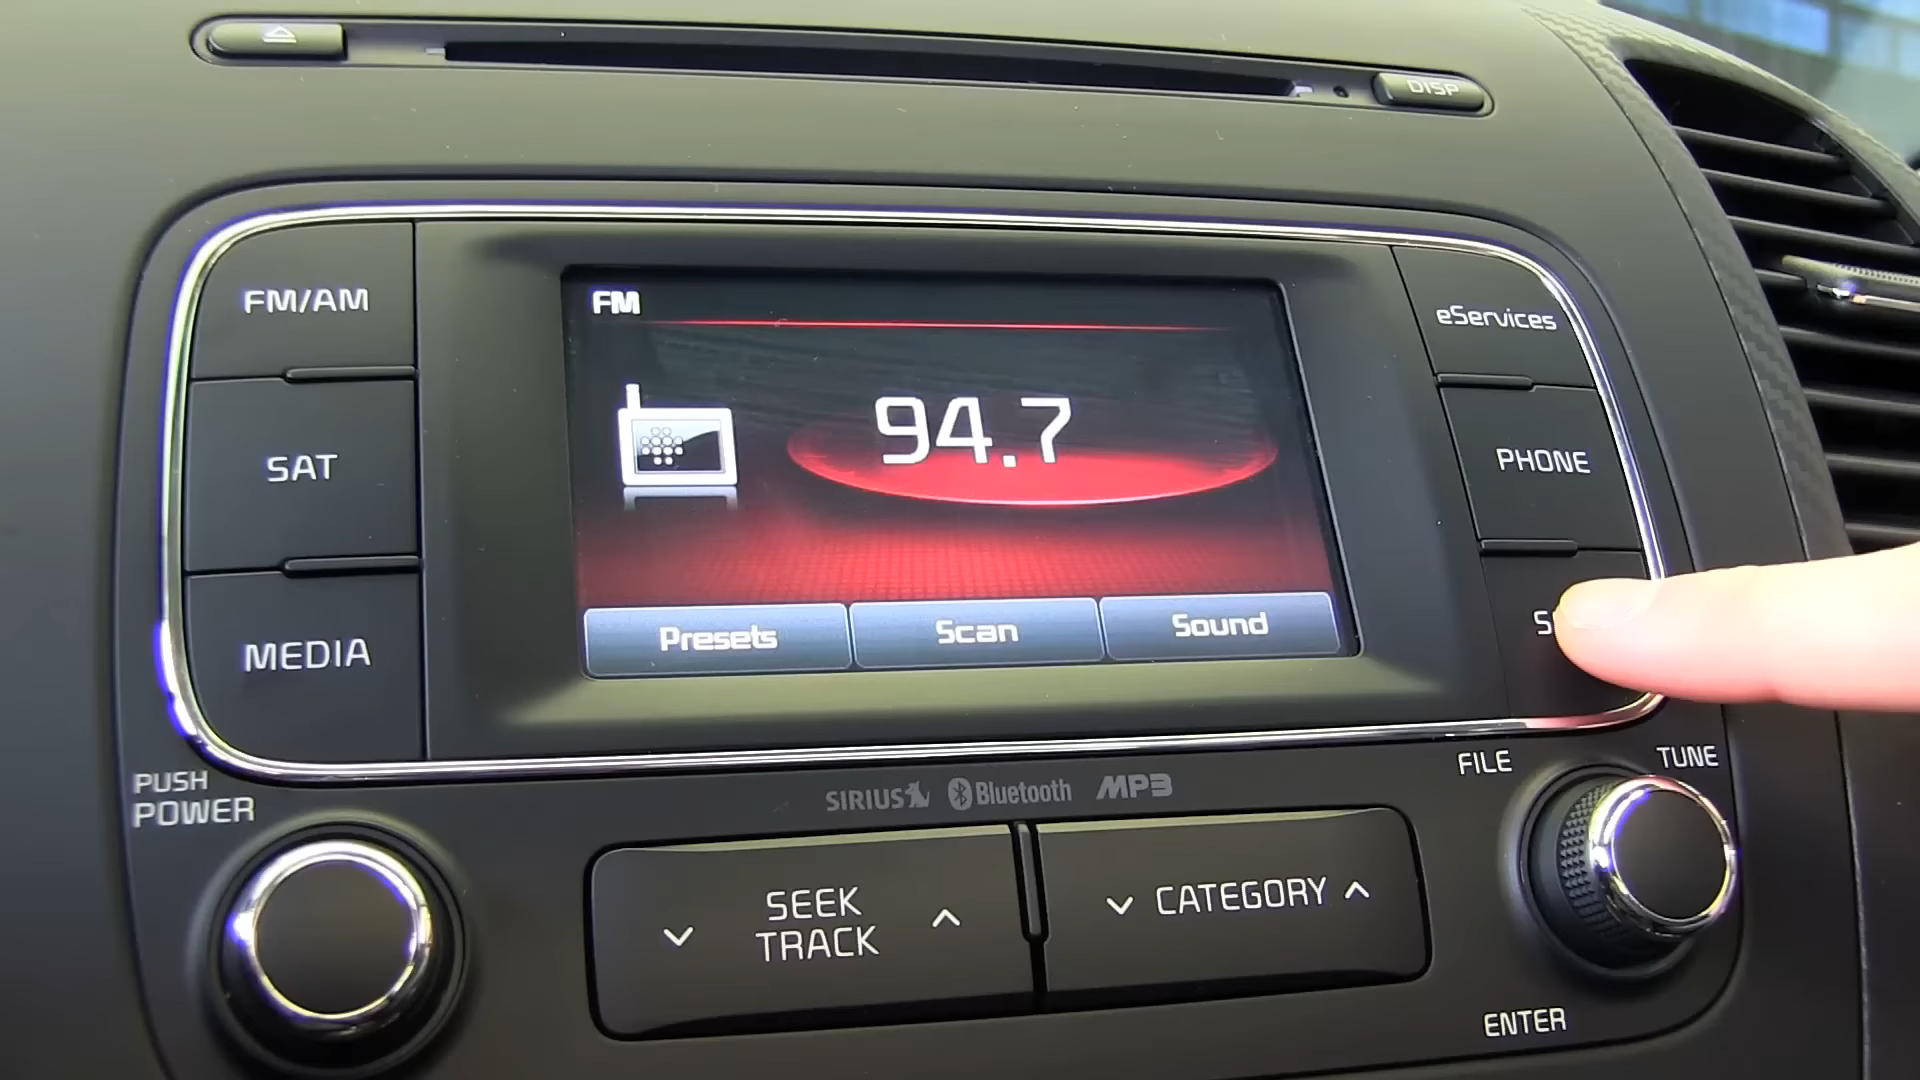 DISP
FM/AM
SAT
MEDIA
FM
94.7
Presets
Scan
Sound
eServices
PHONE
PUSH
POWER
SIRIUS Bluetooth MP3
SEEK
TRACK
CATEGORY
FILE
TUNE
ENTER